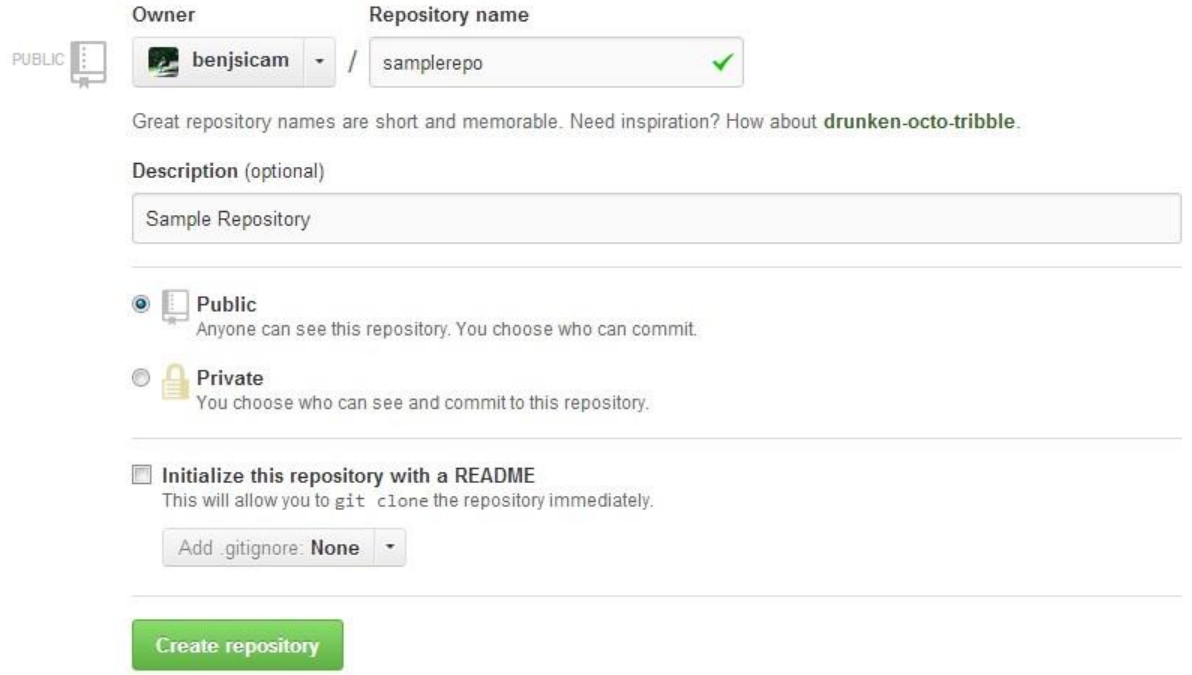 Owner Repository name
PUBLIC benjsicam / samplerepo
Great repository names are short and memorable. Need inspiration? How about drunken-octo-tribble.
Description (optional)
Sample Repository
Public
Anyone can see this repository. You choose who can commit.
Private
You choose who can see and commit to this repository.
Initialize this repository with a README
This will allow you to git clone the repository immediately.
Add .gitignore: None
Create repository